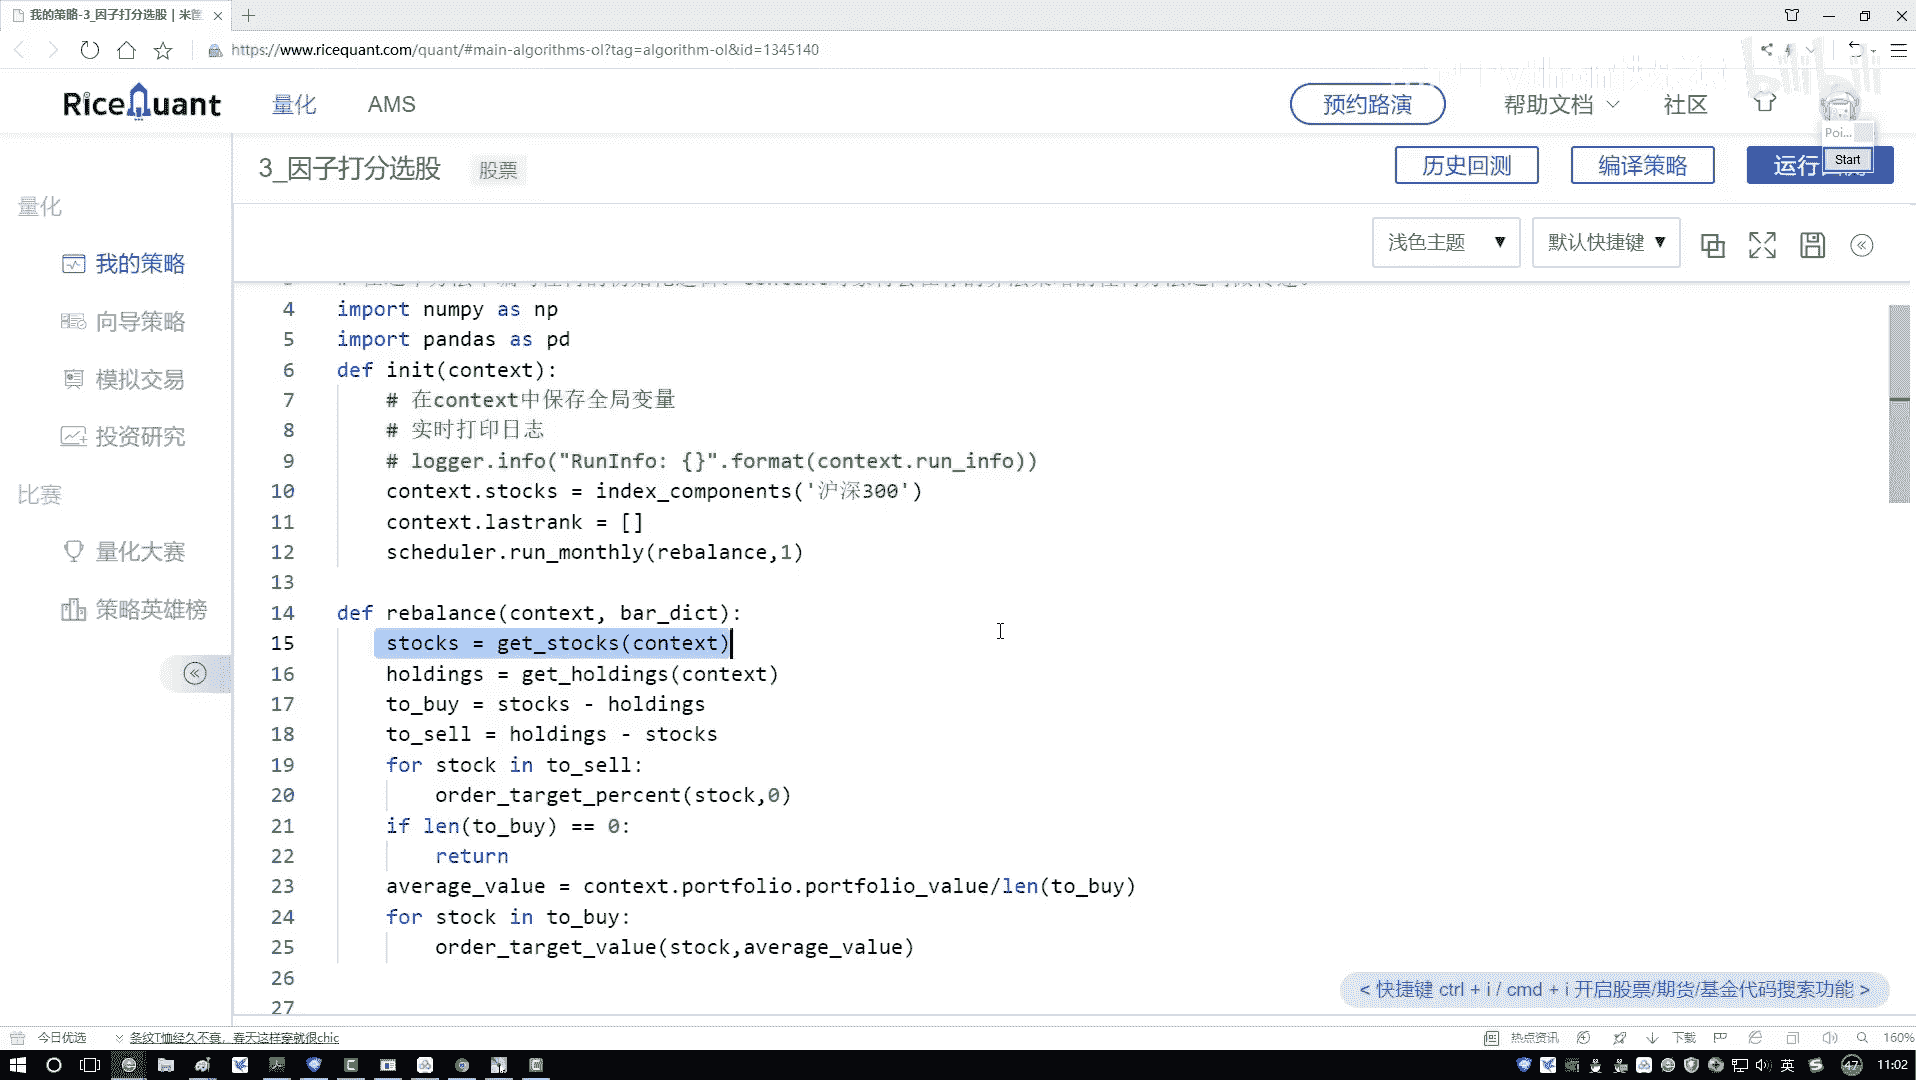 我的策略-3_因子打分选股 | 米筐
https://www.ricequant.com/quant/#main-algorithms-ol?tag=algorithm-ol&id=1345140
RiceQuant
量化
AMS
预约路演
帮助文档
社区
Poi...
Start
3_因子打分选股
股票
历史回测
编译策略
运行
量化
我的策略
向导策略
模拟交易
投资研究
比赛
量化大赛
策略英雄榜
浅色主题
默认快捷键
4 import numpy as np
5 import pandas as pd
6 def init(context):
7 # 在context中保存全局变量
8 # 实时打印日志
9 # logger.info("RunInfo: {}".format(context.run_info))
10 context.stocks = index_components('沪深300')
11 context.lastrank = []
12 scheduler.run_monthly(rebalance,1)
13
14 def rebalance(context, bar_dict):
15 stocks = get_stocks(context)
16 holdings = get_holdings(context)
17 to_buy = stocks - holdings
18 to_sell = holdings - stocks
19 for stock in to_sell:
20 order_target_percent(stock,0)
21 if len(to_buy) == 0:
22 return
23 average_value = context.portfolio.portfolio_value/len(to_buy)
24 for stock in to_buy:
25 order_target_value(stock,average_value)
26
27
< 快捷键 ctrl + i / cmd + i 开启股票/期货/基金代码搜索功能 >
今日优选
条纹T恤经久不衰，春天这样穿就很chic
热点资讯
下载
160%
英
47
11:02